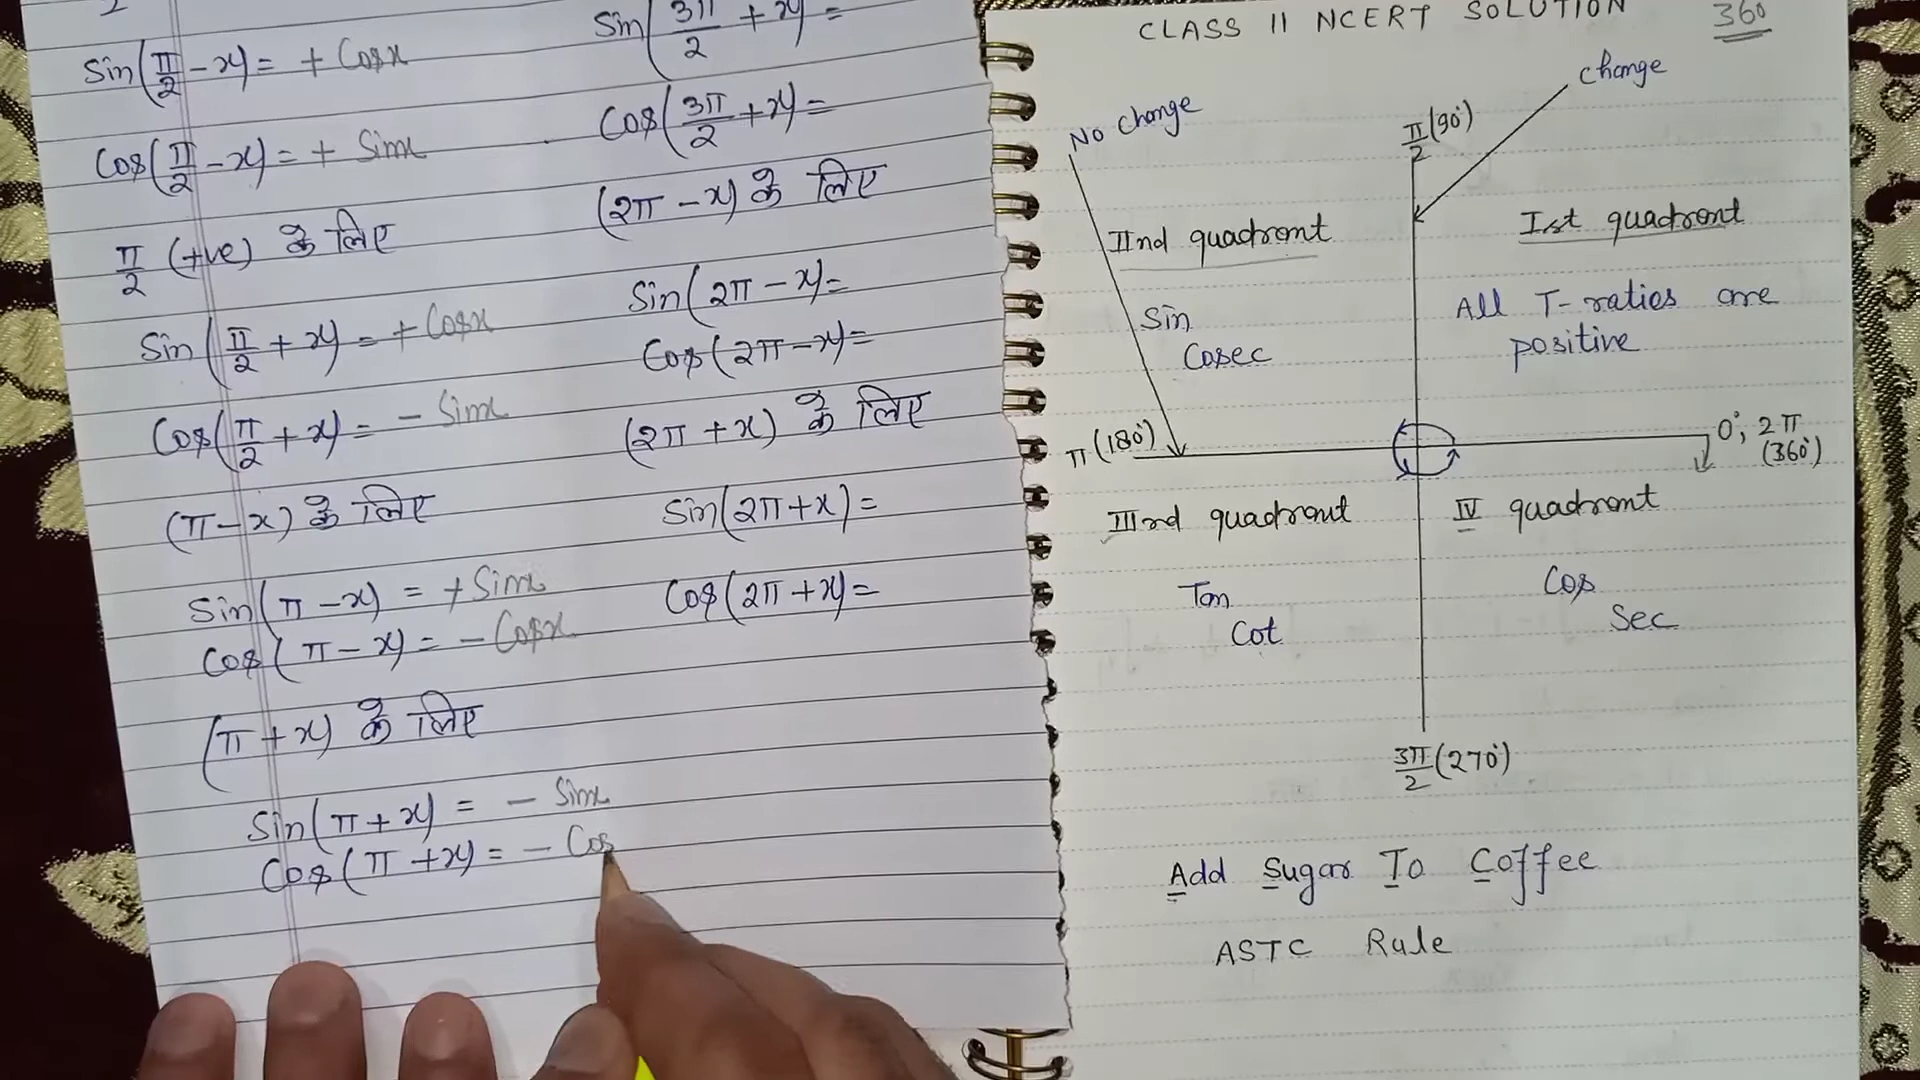 Sin(π/2 - x) = + Cosx
Cos(π/2 - x) = + Sinx
π/2 (+ve) के लिए
Sin(π/2 + x) = + Cosx
Cos(π/2 + x) = - Sinx
(π - x) के लिए
Sin(π - x) = + Sinx
Cos(π - x) = - Cosx
(π + x) के लिए
Sin(π + x) = - Sinx
Cos(π + x) = - Cos
Sin(3π/2 + x) =
Cos(3π/2 + x) =
(2π - x) के लिए
Sin(2π - x) =
Cos(2π - x) =
(2π + x) के लिए
Sin(2π + x) =
Cos(2π + x) =
CLASS 11 NCERT SOLUTION
360
Change
No Change
π/2 (90°)
IInd quadrant
Ist quadrant
Sin
Cosec
All T-ratios are
positive
π (180°)
0°, 2π
(360°)
IIIrd quadrant
IV quadrant
Tan
Cot
Cos
Sec
3π/2 (270°)
Add Sugar To Coffee
ASTC Rule